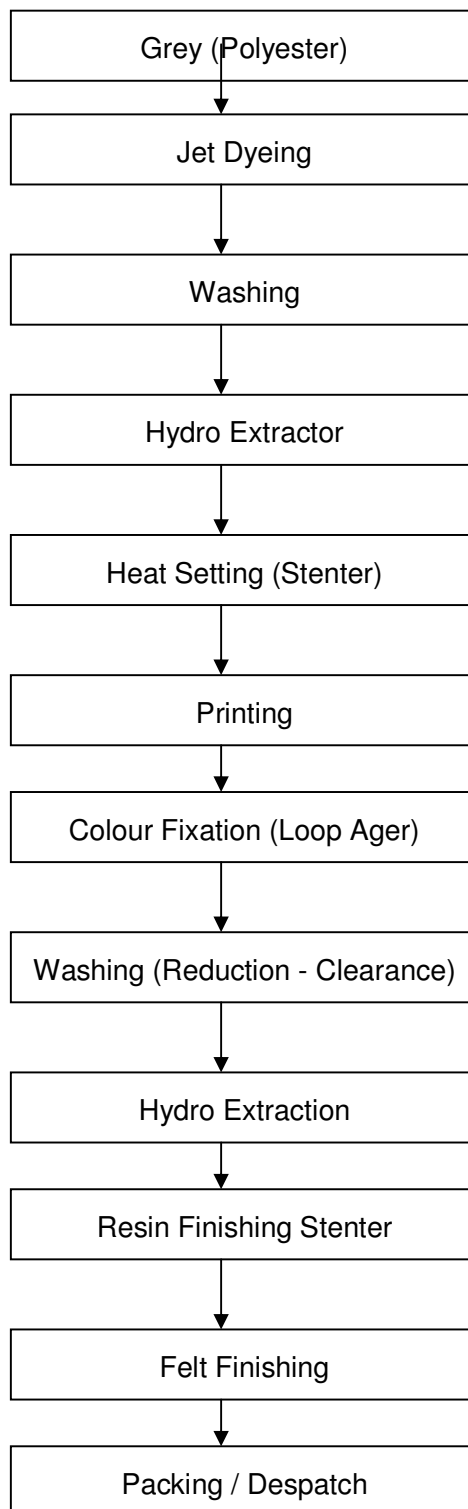 Grey (Polyester)
Jet Dyeing
Washing
Hydro Extractor
Heat Setting (Stenter)
Printing
Colour Fixation (Loop Ager)
Washing (Reduction - Clearance)
Hydro Extraction
Resin Finishing Stenter
Felt Finishing
Packing / Despatch